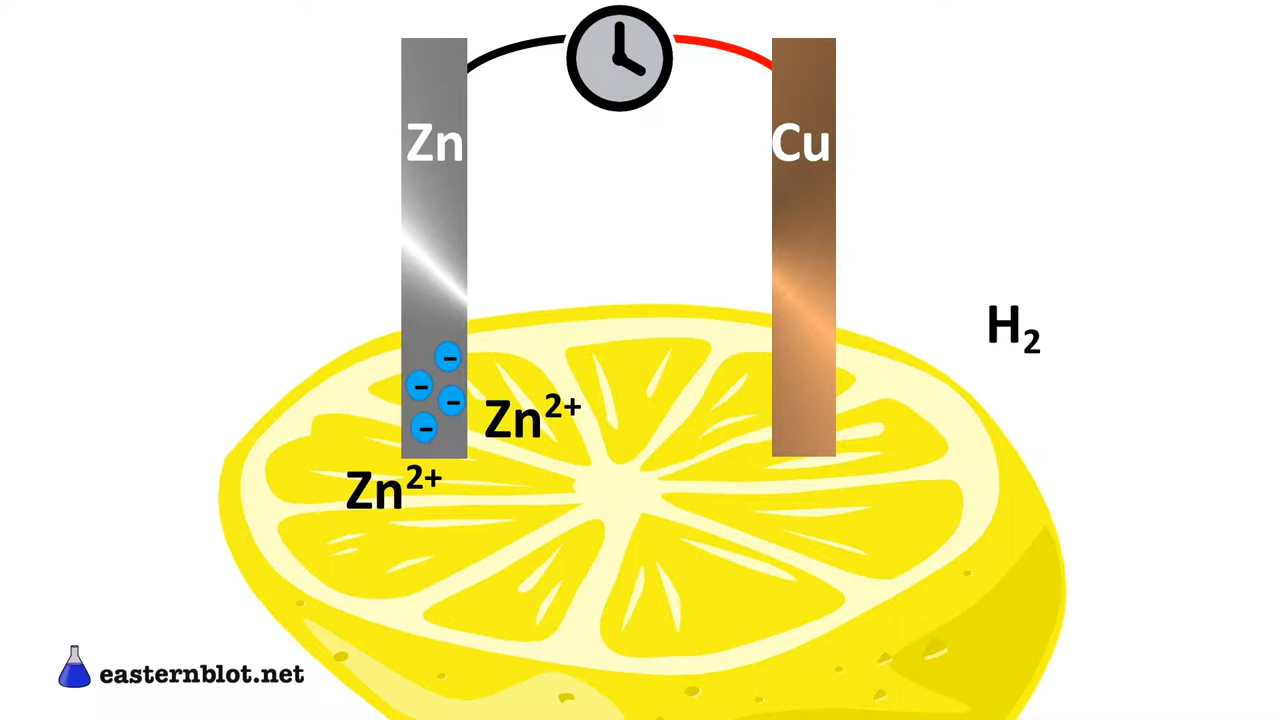 Zn
Cu
H₂
Zn²⁺
Zn²⁺
easternblot.net